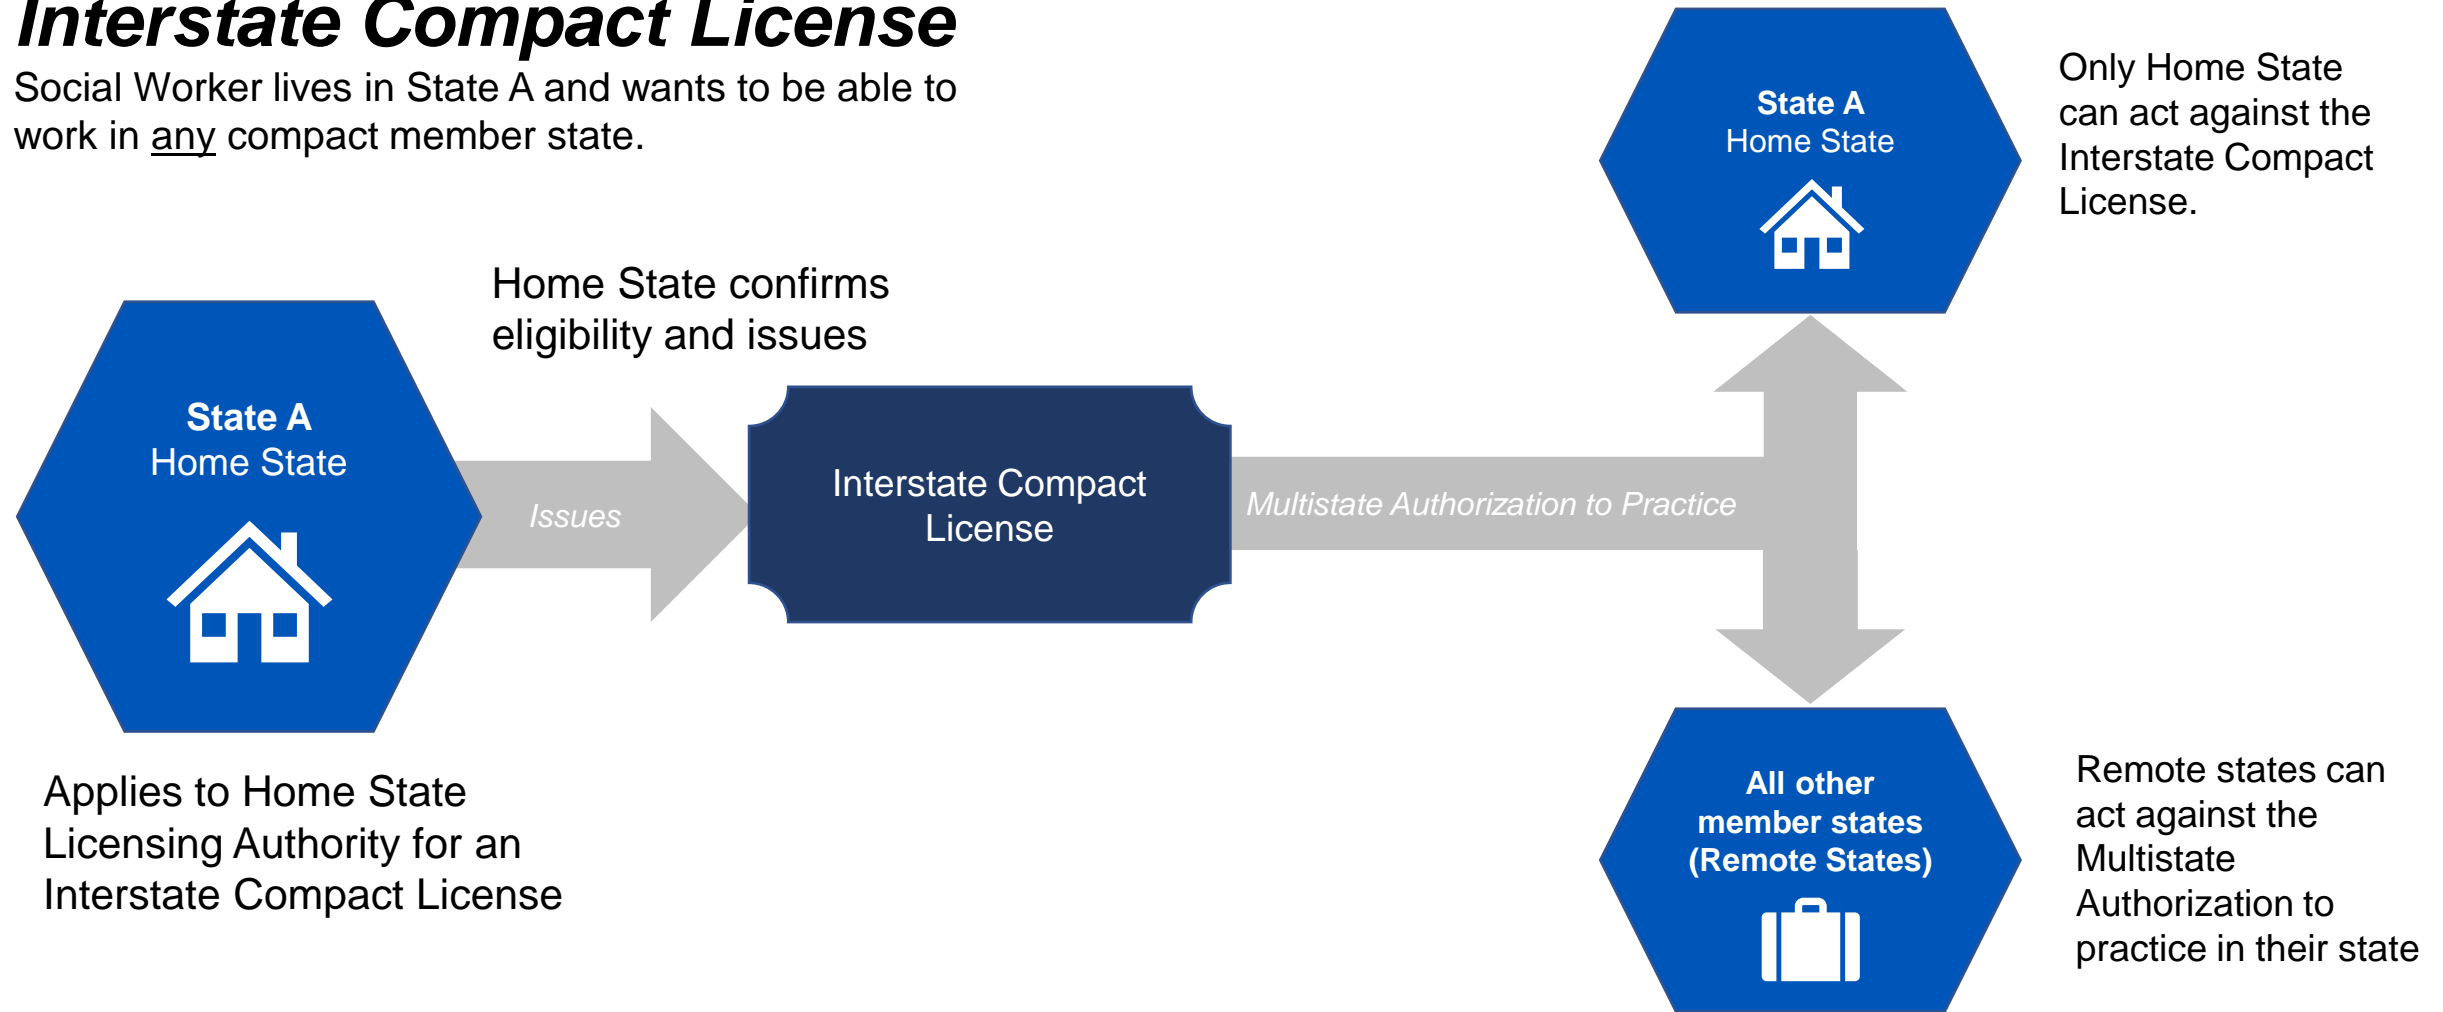 Interstate Compact License
Social Worker lives in State A and wants to be able to
work in any compact member state.
Home State confirms
eligibility and issues
State A
Home State
Applies to Home State
Licensing Authority for an
Interstate Compact License
Issues
Interstate Compact
License
Multistate Authorization to Practice
State A
Home State
Only Home State
can act against the
Interstate Compact
License.
All other
member states
(Remote States)
Remote states can
act against the
Multistate
Authorization to
practice in their state